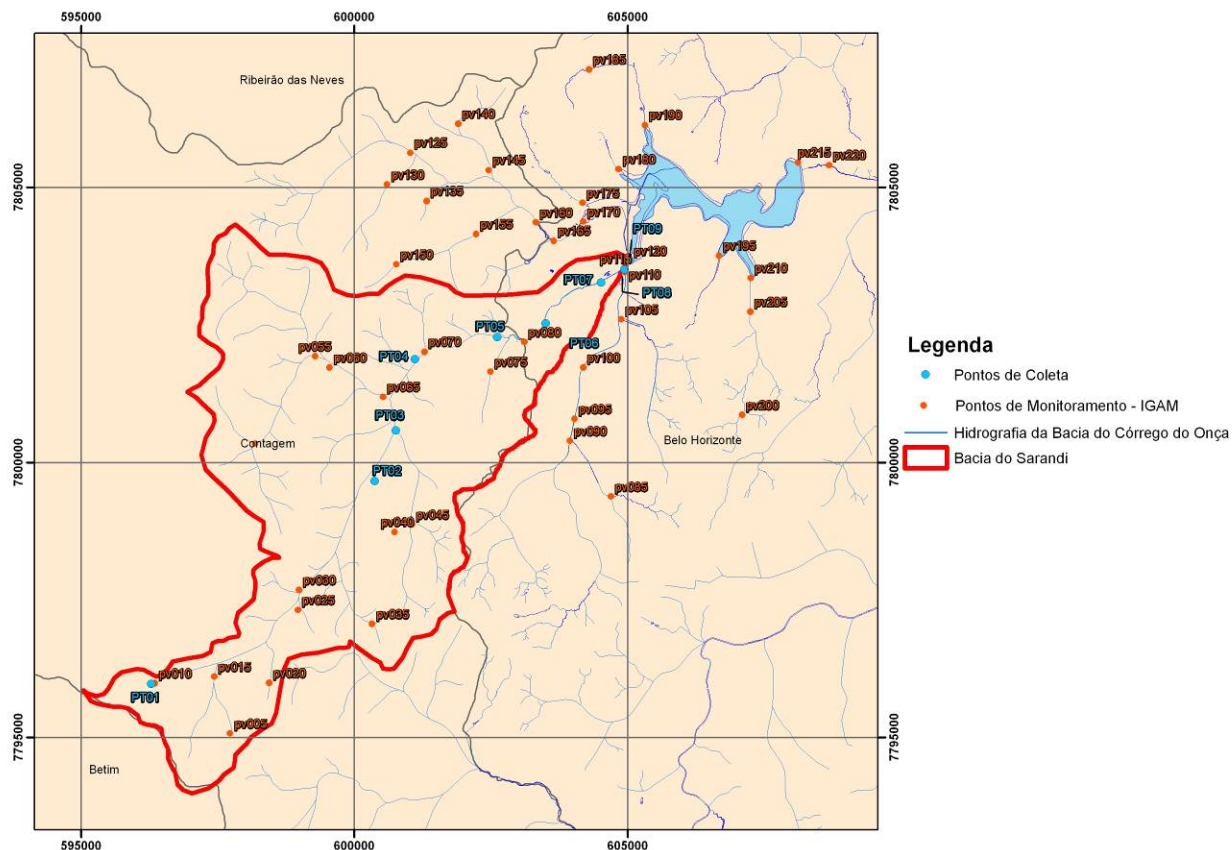 595000 600000 605000
Ribeirão das Neves
pv185
pv140
pv190
pv125
pv145
pv180
pv215 pv220
7805000 7805000
pv130
pv135
pv175
pv160 pv170
pv155
pv165
PT09
pv150
pv115 pv120
pv195
pv110
pv210
PT07
PT08
pv205
pv105
PT05
pv080
PT06
pv055
pv070
PT04
pv060
pv075
pv100
pv065
PT03
pv095
pv200
Contagem
pv090
Belo Horizonte
7800000 7800000
PT02
pv085
pv045
pv040
pv030
pv025
pv035
pv015
pv010
pv020
PT01
pv005
7795000 7795000
Betim
595000 600000 605000
Legenda
Pontos de Coleta
Pontos de Monitoramento - IGAM
Hidrografia da Bacia do Córrego do Onça
Bacia do Sarandi